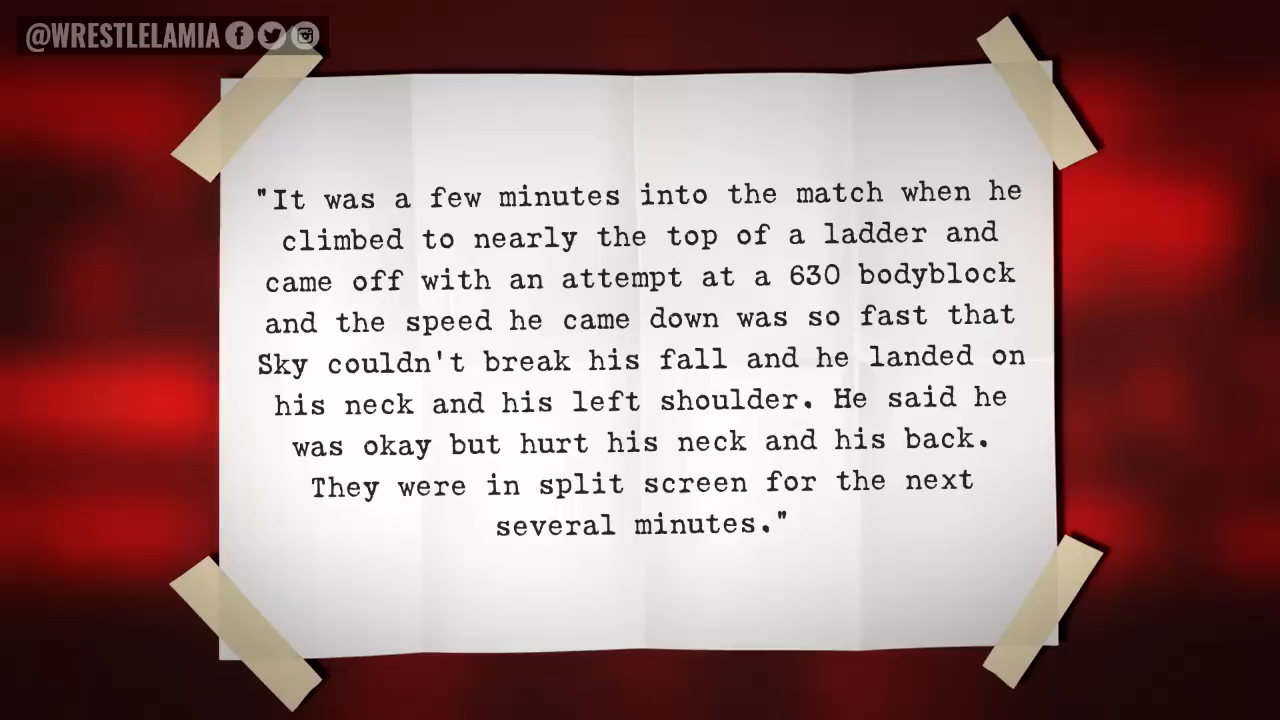 @WRESTLELAMIA
"It was a few minutes into the match when he
climbed to nearly the top of a ladder and
came off with an attempt at a 630 bodyblock
and the speed he came down was so fast that
Sky couldn't break his fall and he landed on
his neck and his left shoulder. He said he
was okay but hurt his neck and his back.
They were in split screen for the next
several minutes."